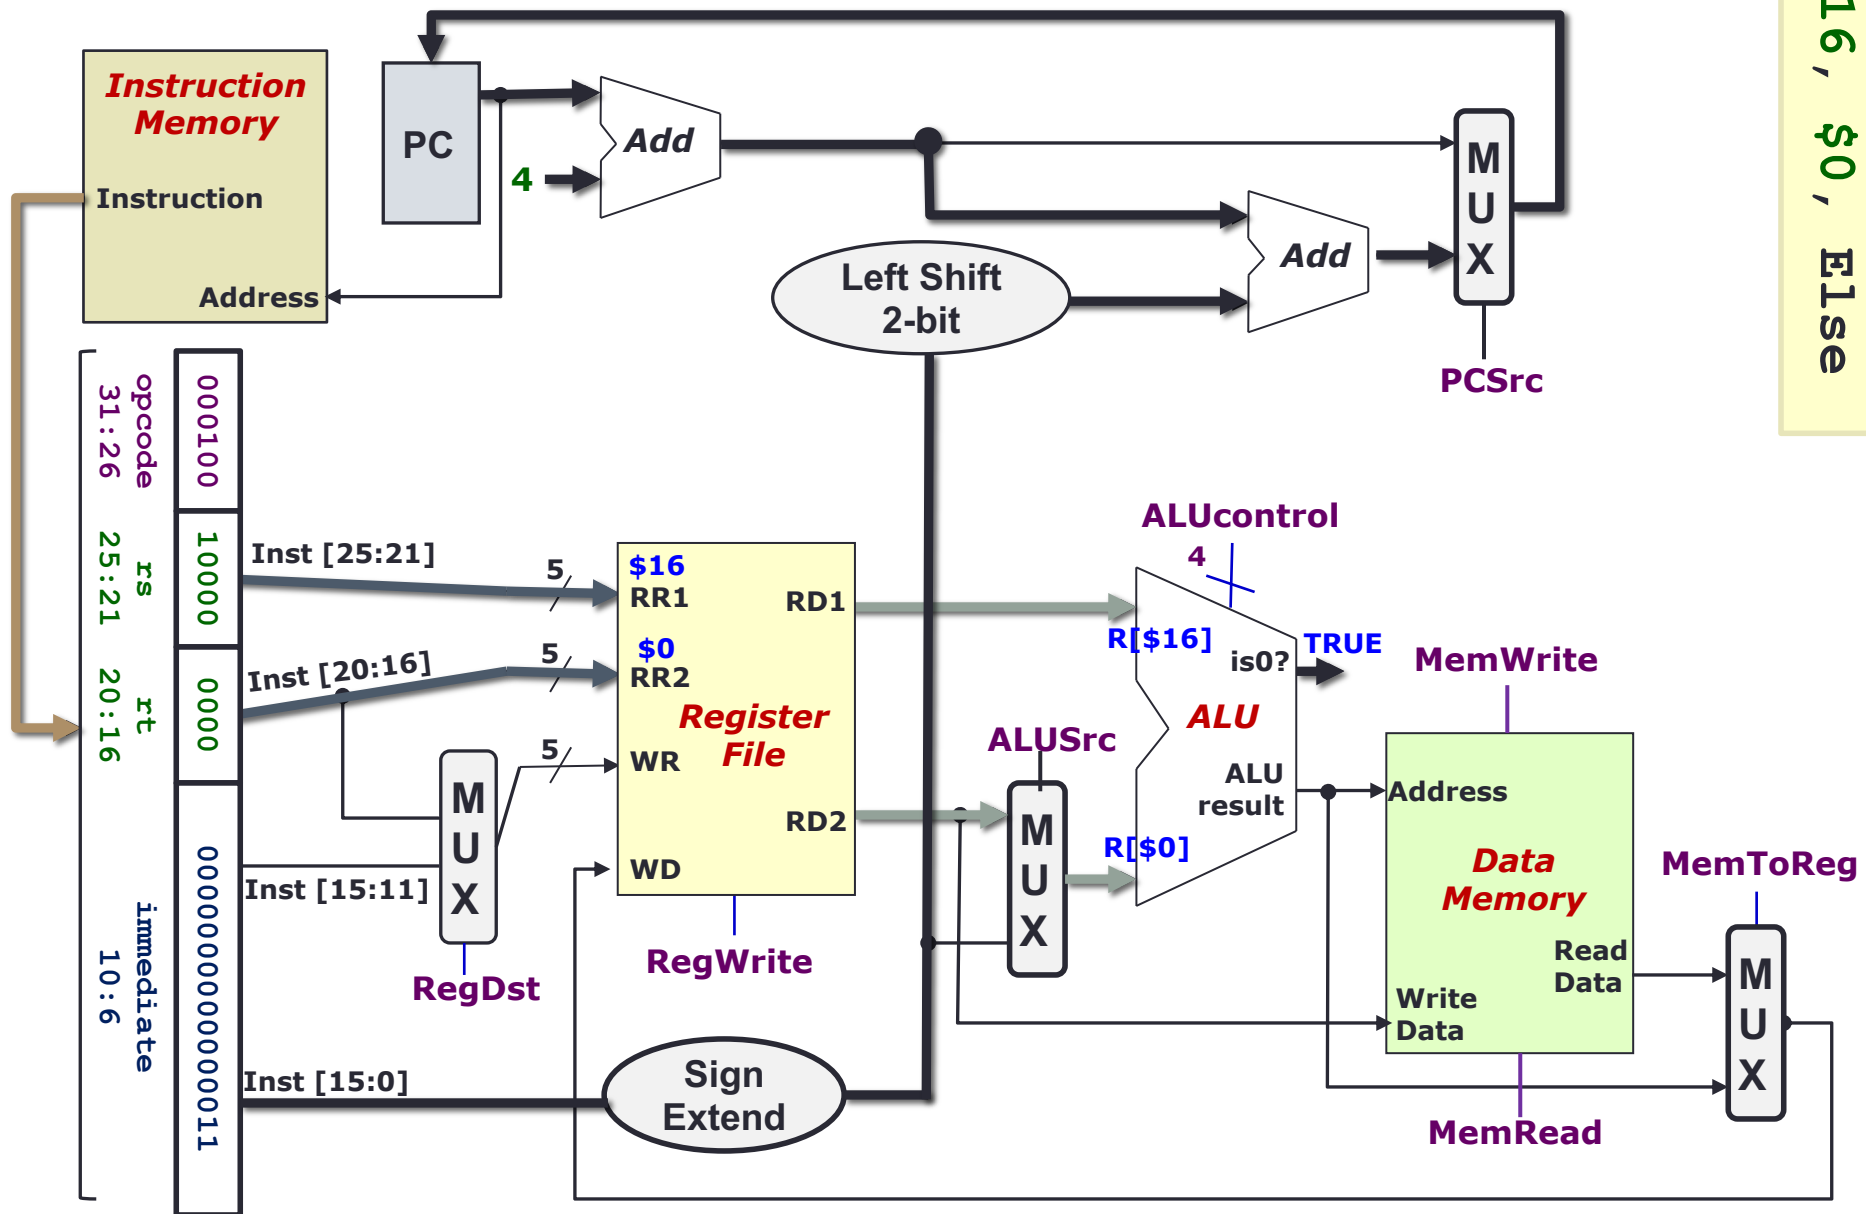 16, $0, Else
Instruction
Memory
Instruction
Address
PC
4
Add
Add
M
U
X
PCSrc
Left Shift
2-bit
opcode
31:26
000100
rs
25:21
10000
rt
20:16
0000
immediate
10:6
0000000000000011
Inst [25:21]
5
Inst [20:16]
5
5
Inst [15:11]
Inst [15:0]
M
U
X
RegDst
$16
RR1
$0
RR2
WR
WD
RD1
RD2
Register
File
RegWrite
Sign
Extend
ALUSrc
M
U
X
ALUcontrol
4
R[$16]
R[$0]
is0?
TRUE
ALU
ALU
result
MemWrite
Address
Data
Memory
Read
Data
Write
Data
MemRead
MemToReg
M
U
X